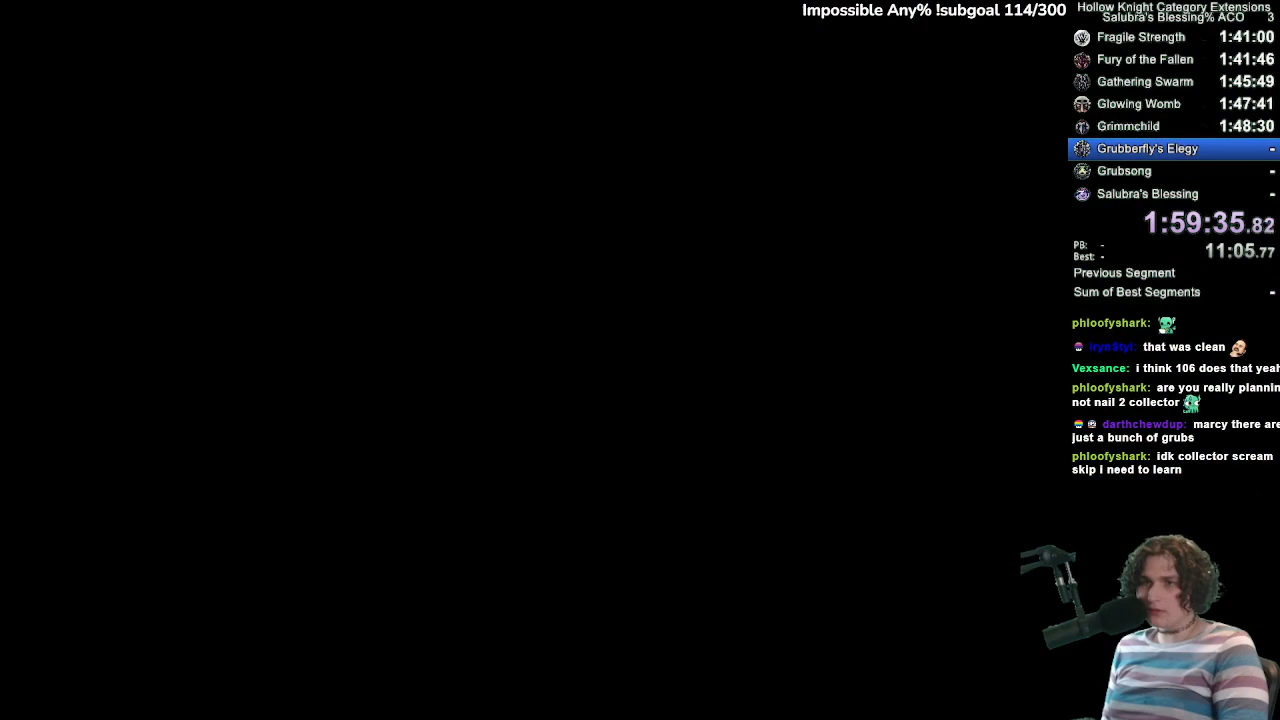 Impossible Any% !subgoal 114/300
Hollow Knight Category Extensions
Salubra's Blessing% ACO 3
Fragile Strength 1:41:00
Fury of the Fallen 1:41:46
Gathering Swarm 1:45:49
Glowing Womb 1:47:41
Grimmchild 1:48:30
Grubberfly's Elegy -
Grubsong -
Salubra's Blessing -
1:59:35.82
PB: -
Best: - 11:05.77
Previous Segment
Sum of Best Segments -
phloofyshark:
that was clean
Vexsance: i think 106 does that yeah
phloofyshark: are you really plannin
not nail 2 collector
darthchewdup: marcy there are
just a bunch of grubs
phloofyshark: idk collector scream
skip i need to learn